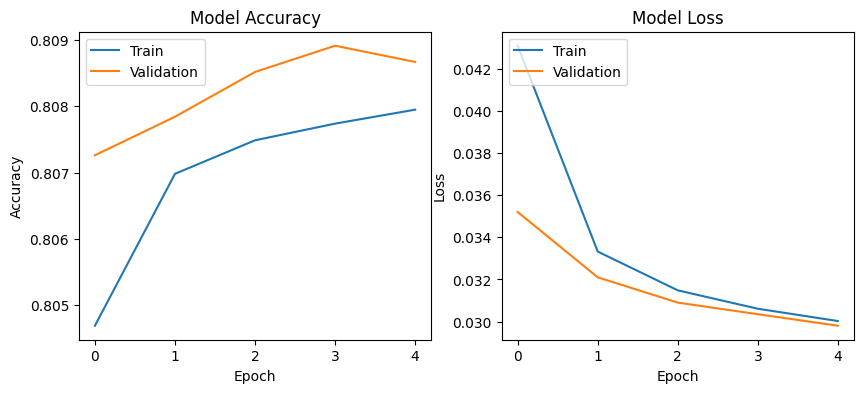 Model Accuracy
Train
Validation
0.809
0.808
0.807
0.806
0.805
Accuracy
0 1 2 3 4
Epoch
Model Loss
Train
Validation
0.042
0.040
0.038
0.036
0.034
0.032
0.030
Loss
0 1 2 3 4
Epoch